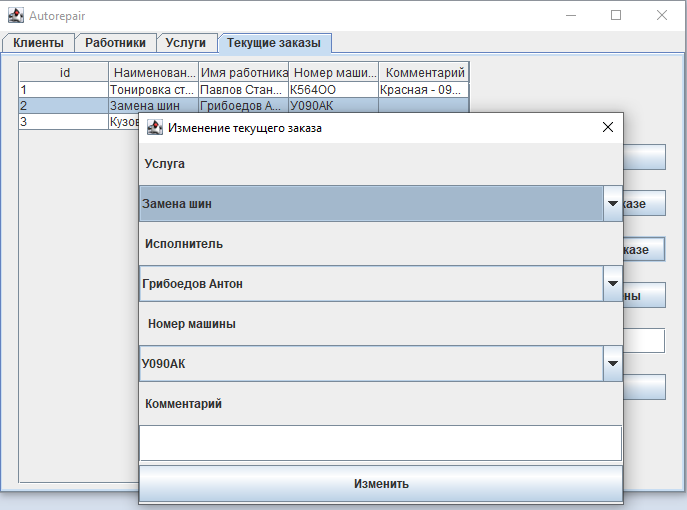 Autorepair
Клиенты Работники Услуги Текущие заказы
id Наименован... Имя работника Номер маши... Комментарий
1 Тонировка ст... Павлов Стан... К564ОО Красная - 09...
2 Замена шин Грибоедов А... У090АК
3 Кузов
Изменение текущего заказа
Услуга
Замена шин
казе
Исполнитель
казе
Грибоедов Антон
ны
Номер машины
У090АК
Комментарий
Изменить